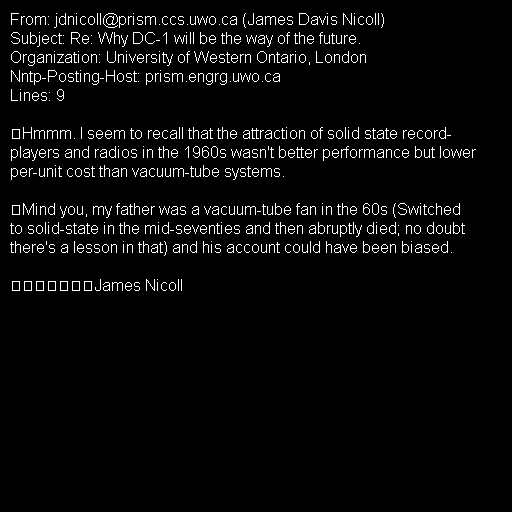 From: jdnicoll@prism.ccs.uwo.ca (James Davis Nicoll)
Subject: Re: Why DC-1 will be the way of the future.
Organization: University of Western Ontario, London
Nntp-Posting-Host: prism.engrg.uwo.ca
Lines: 9

Hmmm. I seem to recall that the attraction of solid state record-
players and radios in the 1960s wasn't better performance but lower
per-unit cost than vacuum-tube systems.

Mind you, my father was a vacuum-tube fan in the 60s (Switched
to solid-state in the mid-seventies and then abruptly died; no doubt
there's a lesson in that) and his account could have been biased.

James Nicoll